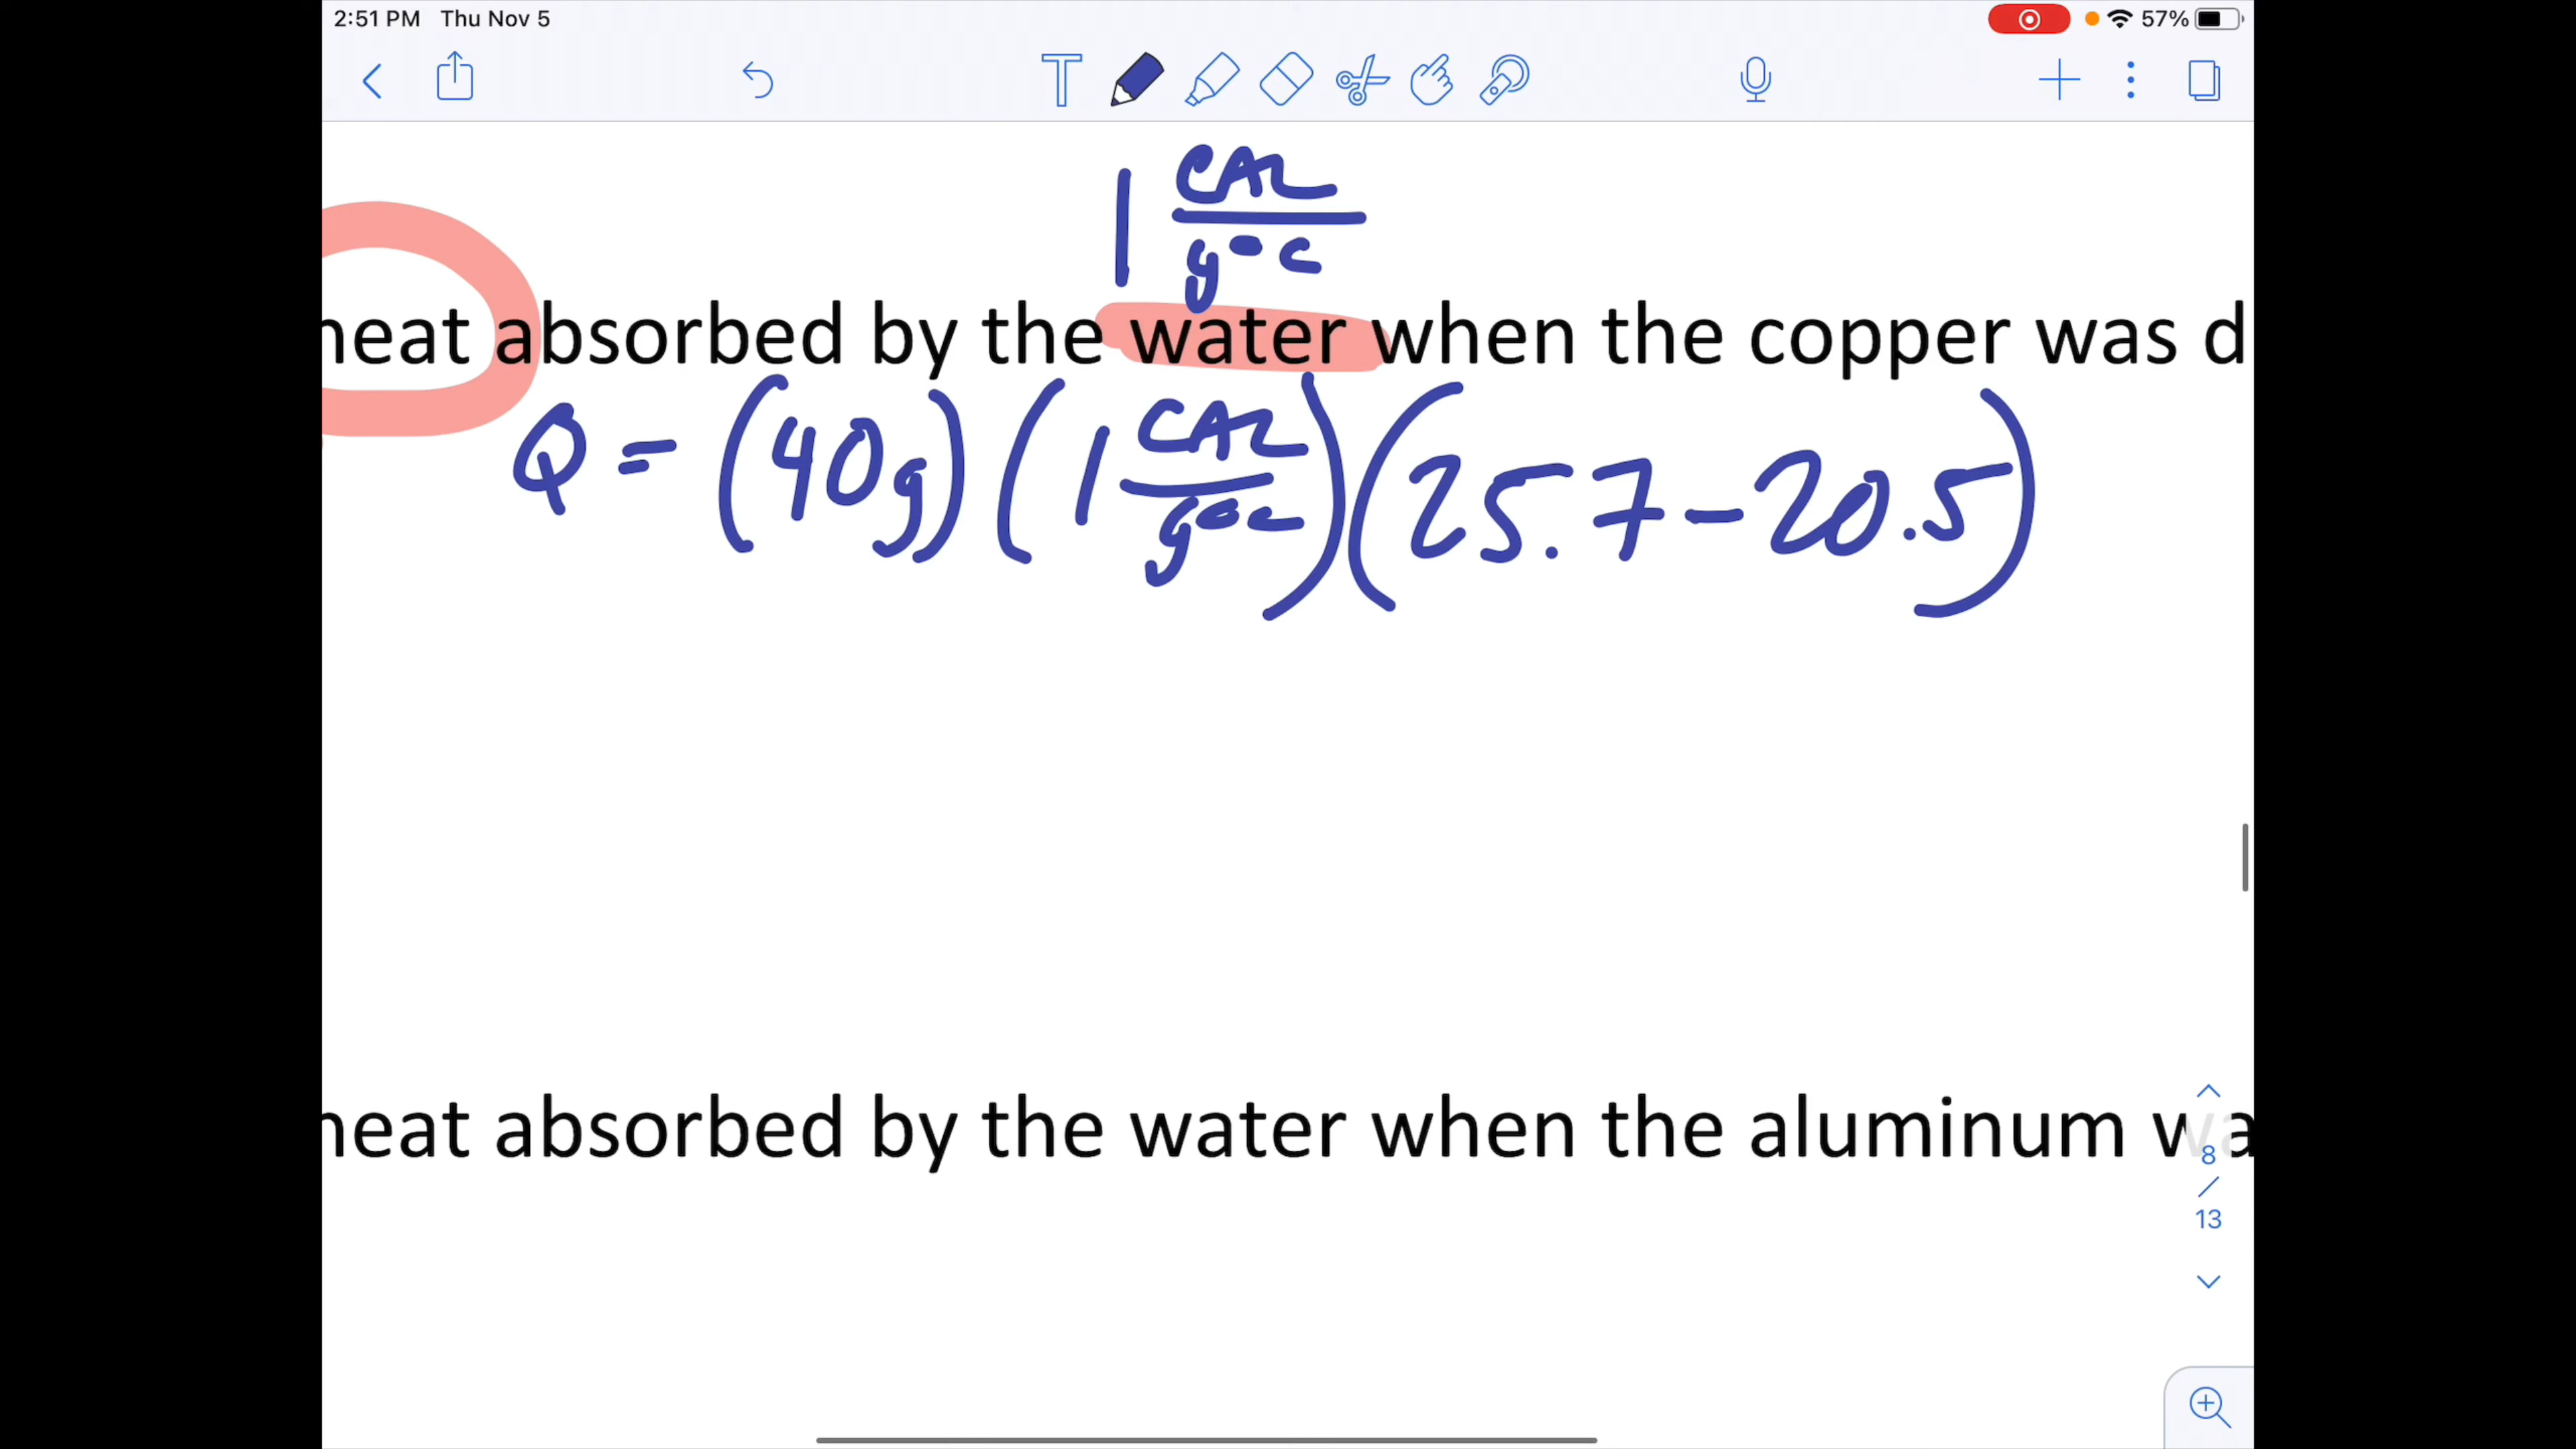 2:51 PM Thu Nov 5 57%
T
1 CAL
g°C
heat absorbed by the water when the copper was d
Q = (40g) (1 CAL/g°C) (25.7-20.5)
heat absorbed by the water when the aluminum wa
8
/
13